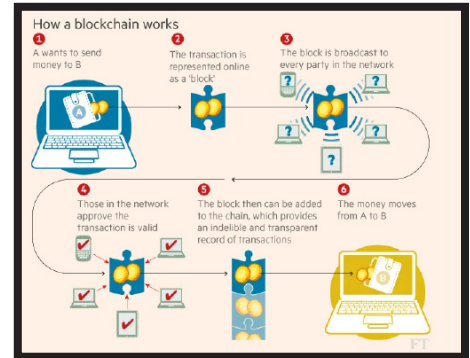 How a blockchain works
1
A wants to send
money to B
2
The transaction is
represented online
as a 'block'
3
The block is broadcast to
every party in the network
A
?
?
?
?
?
4
Those in the network
approve the
transaction is valid
5
The block then can be added
to the chain, which provides
an indelible and transparent
record of transactions
6
The money moves
from A to B
B
FT